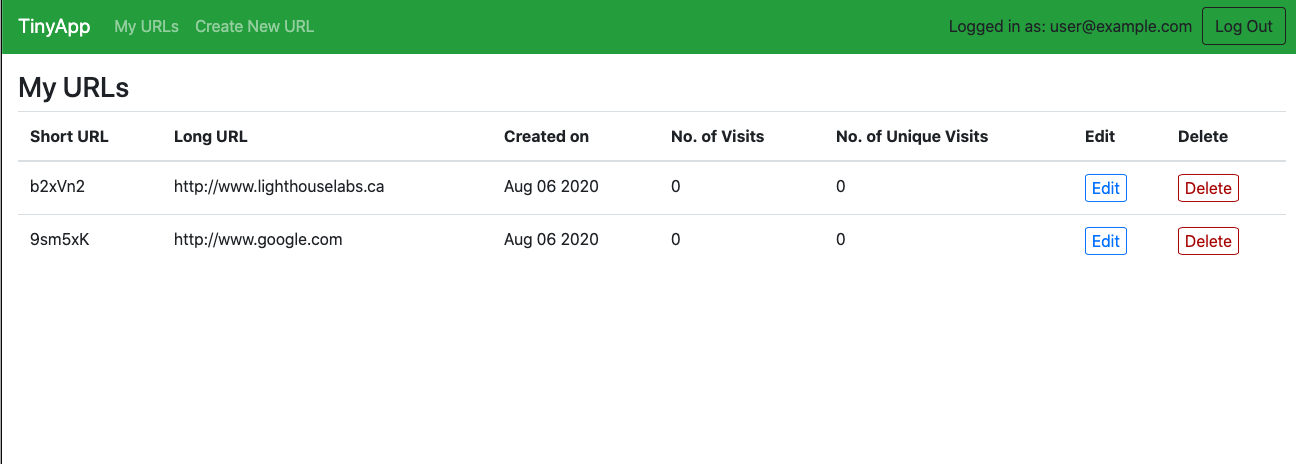 TinyApp My URLs Create New URL Logged in as: user@example.com Log Out
My URLs
Short URL Long URL Created on No. of Visits No. of Unique Visits Edit Delete
b2xVn2 http://www.lighthouselabs.ca Aug 06 2020 0 0 Edit Delete
9sm5xK http://www.google.com Aug 06 2020 0 0 Edit Delete